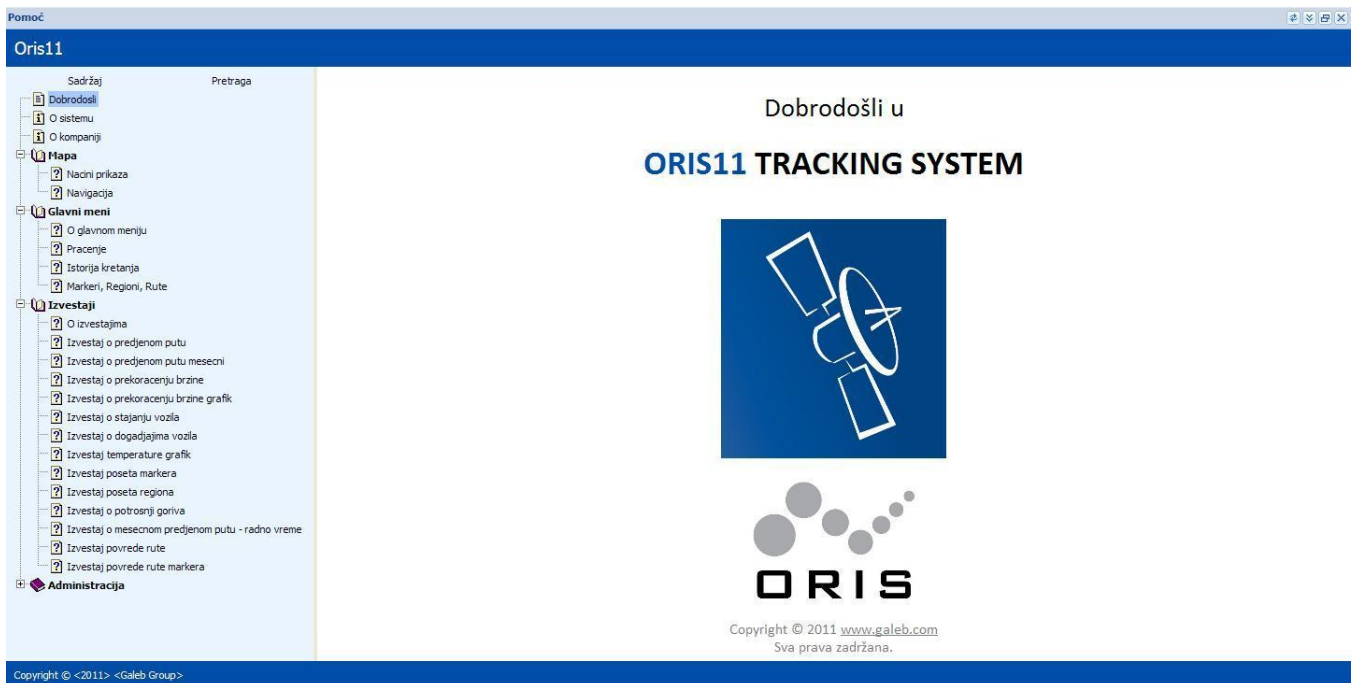 Pomoć
Oris11
Sadržaj Pretraga
Dobrodosli
O sistemu
O kompaniji
Mapa
Nacini prikaza
Navigacija
Glavni meni
O glavnom meniju
Pracenje
Istorija kretanja
Markeri, Regioni, Rute
Izvestaji
O izvestajima
Izvestaj o predjenom putu
Izvestaj o predjenom putu mesecni
Izvestaj o prekoracenju brzine
Izvestaj o prekoracenju brzine grafik
Izvestaj o stajanju vozila
Izvestaj o dogadjajima vozila
Izvestaj temperature grafik
Izvestaj poseta markera
Izvestaj poseta regiona
Izvestaj o potrosnji goriva
Izvestaj o mesecnom predjenom putu - radno vreme
Izvestaj povrede rute
Izvestaj povrede rute markera
Administracija
Dobrodošli u
ORIS11 TRACKING SYSTEM
ORIS
Copyright © 2011 www.galeb.com
Sva prava zadržana.
Copyright © <2011> <Galeb Group>